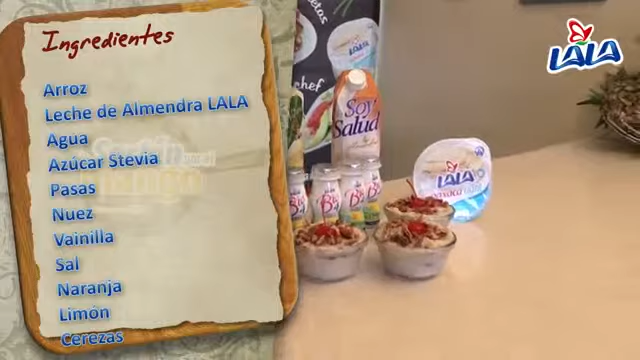 Ingredientes
Arroz
Leche de Almendra LALA
Agua
Azúcar Stevia
Pasas
Nuez
Vainilla
Sal
Naranja
Limón
Cerezas
chef
Soy
Salud
LALA
LALA